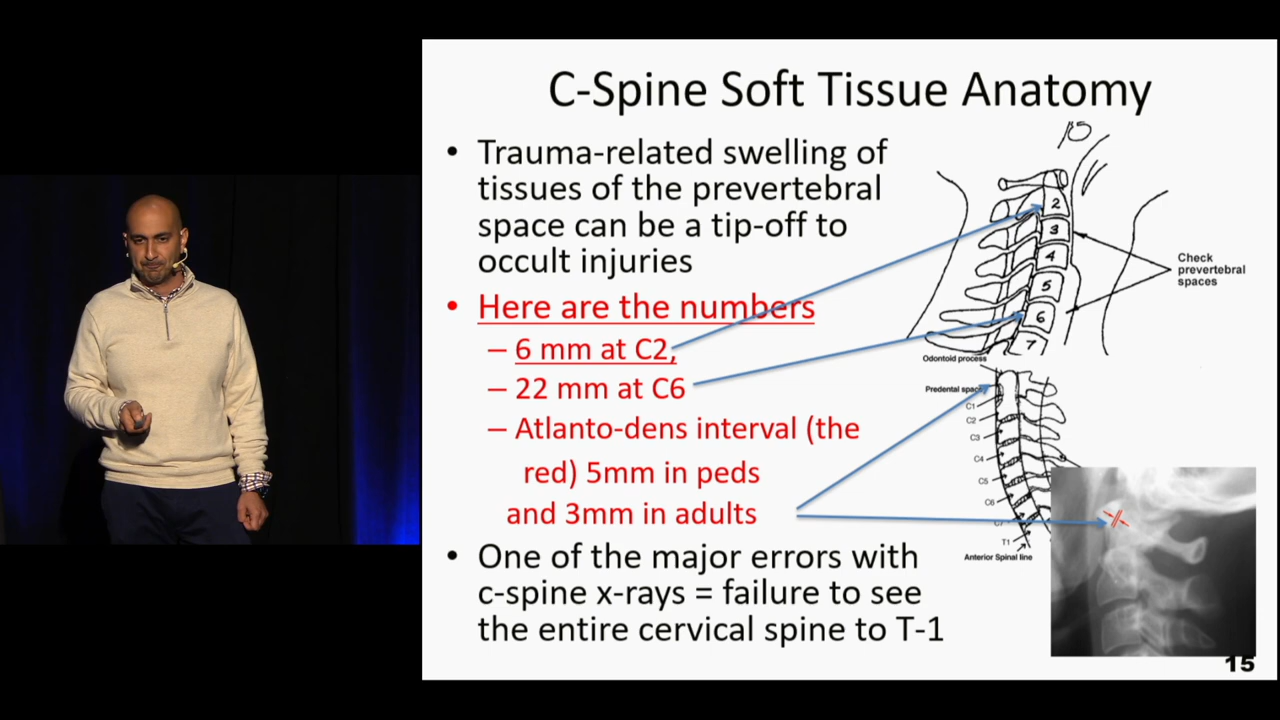 C-Spine Soft Tissue Anatomy
• Trauma-related swelling of
tissues of the prevertebral
space can be a tip-off to
occult injuries
• Here are the numbers
– 6 mm at C2,
– 22 mm at C6
– Atlanto-dens interval (the
red) 5mm in peds
and 3mm in adults
• One of the major errors with
c-spine x-rays = failure to see
the entire cervical spine to T-1
2
3
4
5
6
7
Check
prevertebral
spaces
Odontoid process
Predental space
C1
C2
C3
C4
C5
C6
C7
T1
Anterior Spinal line
15